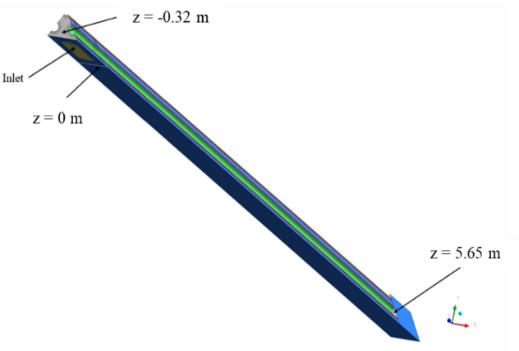 z = -0.32 m
Inlet
z = 0 m
z = 5.65 m